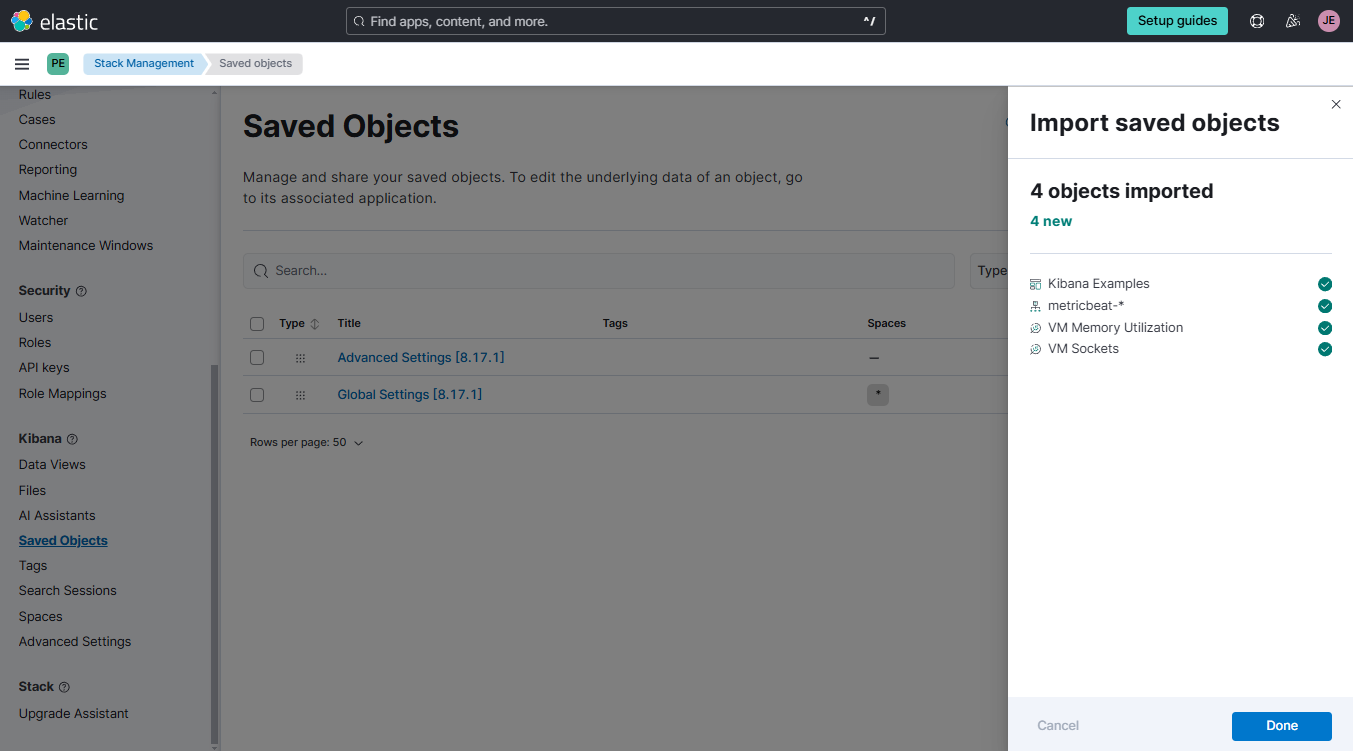 elastic
Find apps, content, and more.
^/
Setup guides
JE
PE
Stack Management
Saved objects
Rules
Cases
Connectors
Reporting
Machine Learning
Watcher
Maintenance Windows
Security
Users
Roles
API keys
Role Mappings
Kibana
Data Views
Files
AI Assistants
Saved Objects
Tags
Search Sessions
Spaces
Advanced Settings
Stack
Upgrade Assistant
Saved Objects
Manage and share your saved objects. To edit the underlying data of an object, go
to its associated application.
Search...
Type
Type Title Tags Spaces
Advanced Settings [8.17.1] —
Global Settings [8.17.1] *
Rows per page: 50
Import saved objects
4 objects imported
4 new
Kibana Examples
metricbeat-*
VM Memory Utilization
VM Sockets
Cancel
Done